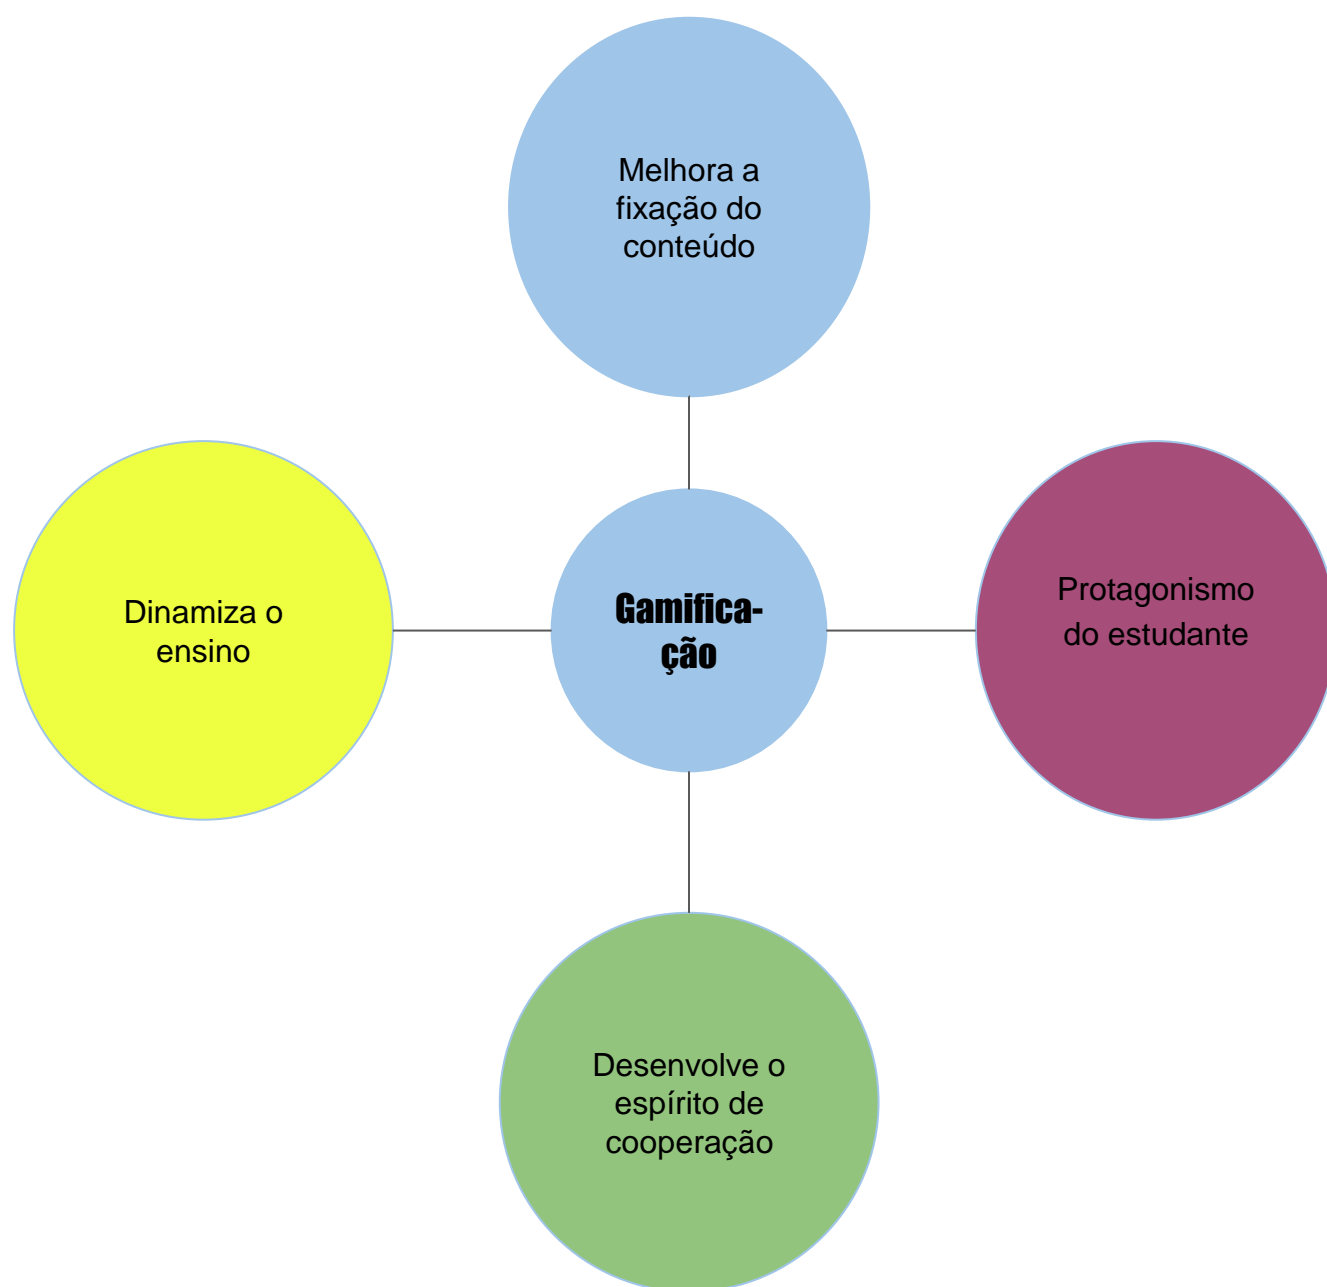 Melhora a
fixação do
conteúdo
Dinamiza o
ensino
Gamifica-
ção
Protagonismo
do estudante
Desenvolve o
espírito de
cooperação